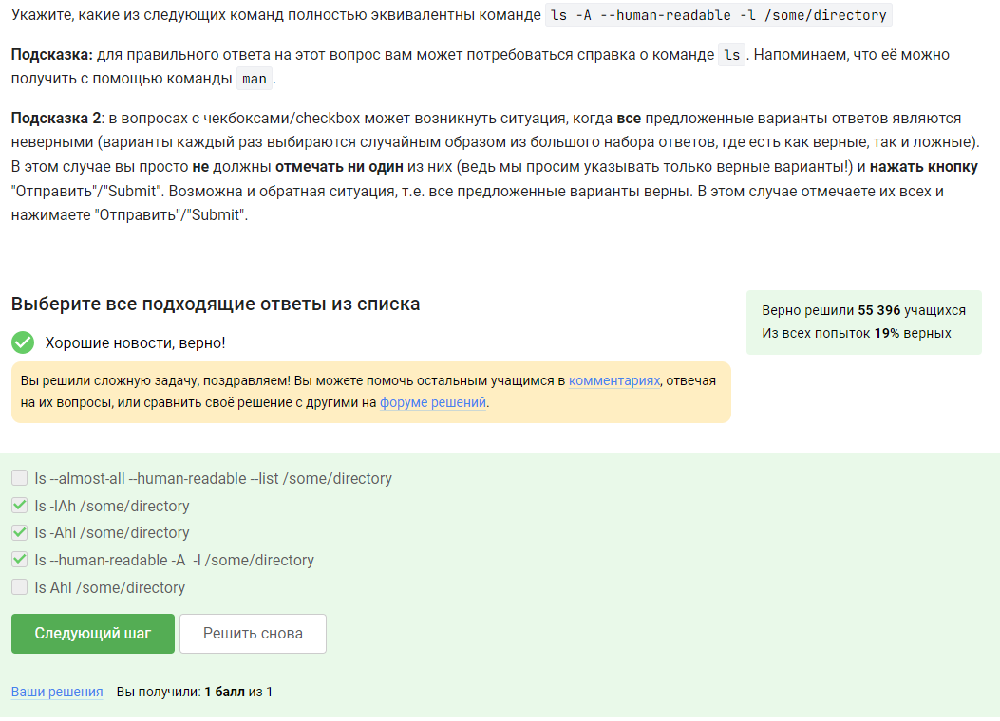 Укажите, какие из следующих команд полностью эквивалентны команде ls -A --human-readable -l /some/directory
Подсказка: для правильного ответа на этот вопрос вам может потребоваться справка о команде ls. Напоминаем, что её можно
получить с помощью команды man.
Подсказка 2: в вопросах с чекбоксами/checkbox может возникнуть ситуация, когда все предложенные варианты ответов являются
неверными (варианты каждый раз выбираются случайным образом из большого набора ответов, где есть как верные, так и ложные).
В этом случае вы просто не должны отмечать ни один из них (ведь мы просим указывать только верные варианты!) и нажать кнопку
"Отправить"/"Submit". Возможна и обратная ситуация, т.е. все предложенные варианты верны. В этом случае отмечаете их всех и
нажимаете "Отправить"/"Submit".
Выберите все подходящие ответы из списка
Верно решили 55 396 учащихся
Из всех попыток 19% верных
Хорошие новости, верно!
Вы решили сложную задачу, поздравляем! Вы можете помочь остальным учащимся в комментариях, отвечая
на их вопросы, или сравнить своё решение с другими на форуме решений.
ls --almost-all --human-readable --list /some/directory
ls -lAh /some/directory
ls -Ahl /some/directory
ls --human-readable -A  -l /some/directory
ls Ahl /some/directory
Следующий шаг
Решить снова
Ваши решения Вы получили: 1 балл из 1